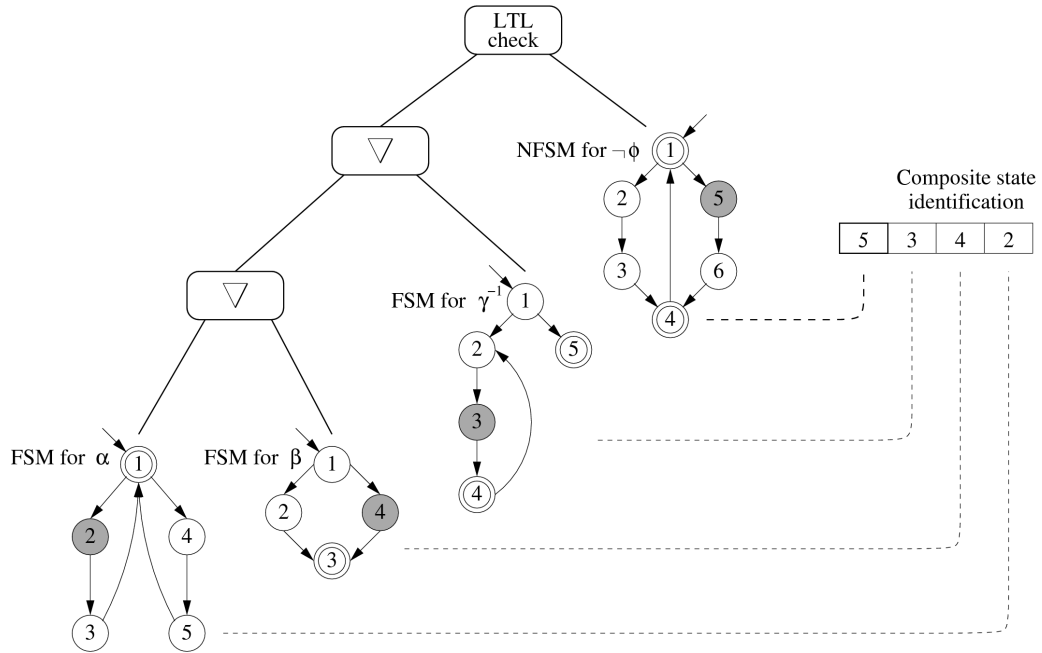 LTL
check
▽
NFSM for ¬ϕ
1
2
5
3
6
4
Composite state
identification
5 3 4 2
▽
FSM for γ⁻¹
1
2
5
3
4
FSM for α
1
2
4
3
5
FSM for β
1
2
4
3